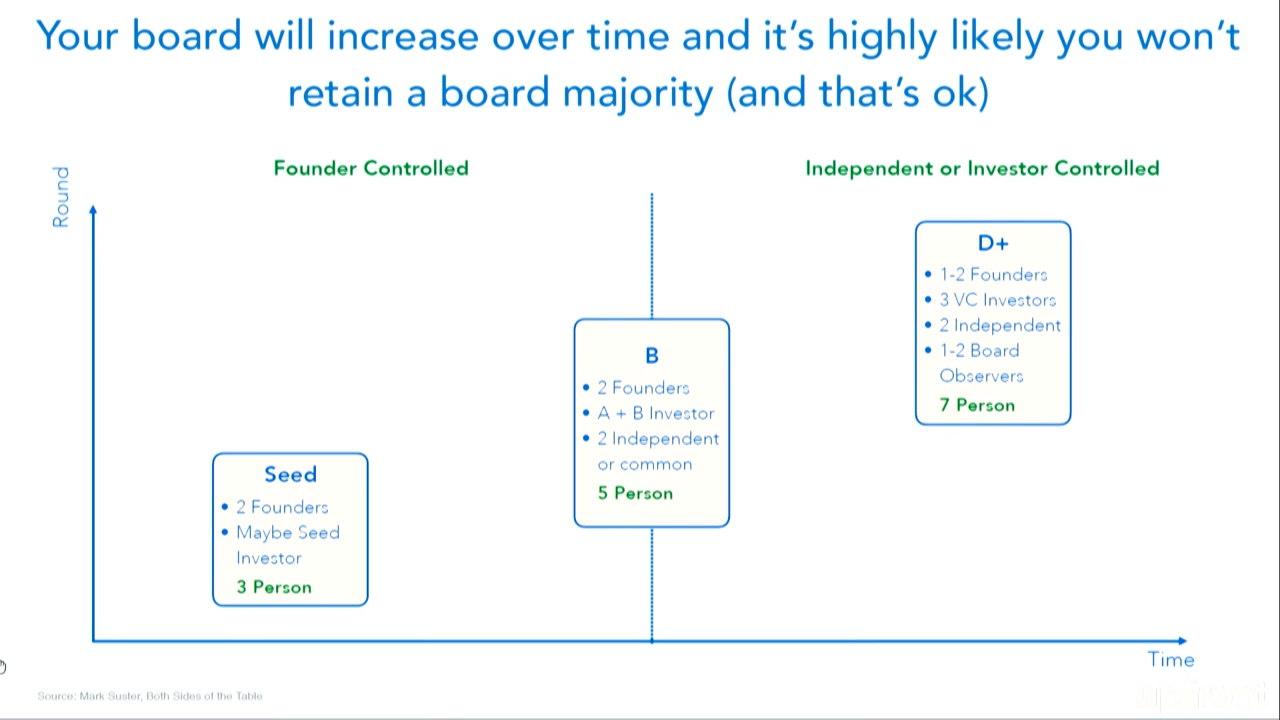 Your board will increase over time and it's highly likely you won't
retain a board majority (and that's ok)
Founder Controlled
Independent or Investor Controlled
Round
D+
• 1-2 Founders
• 3 VC Investors
• 2 Independent
• 1-2 Board
Observers
7 Person
B
• 2 Founders
• A + B Investor
• 2 Independent
or common
5 Person
Seed
• 2 Founders
• Maybe Seed
Investor
3 Person
Time
Source: Mark Suster, Both Sides of the Table
upfront